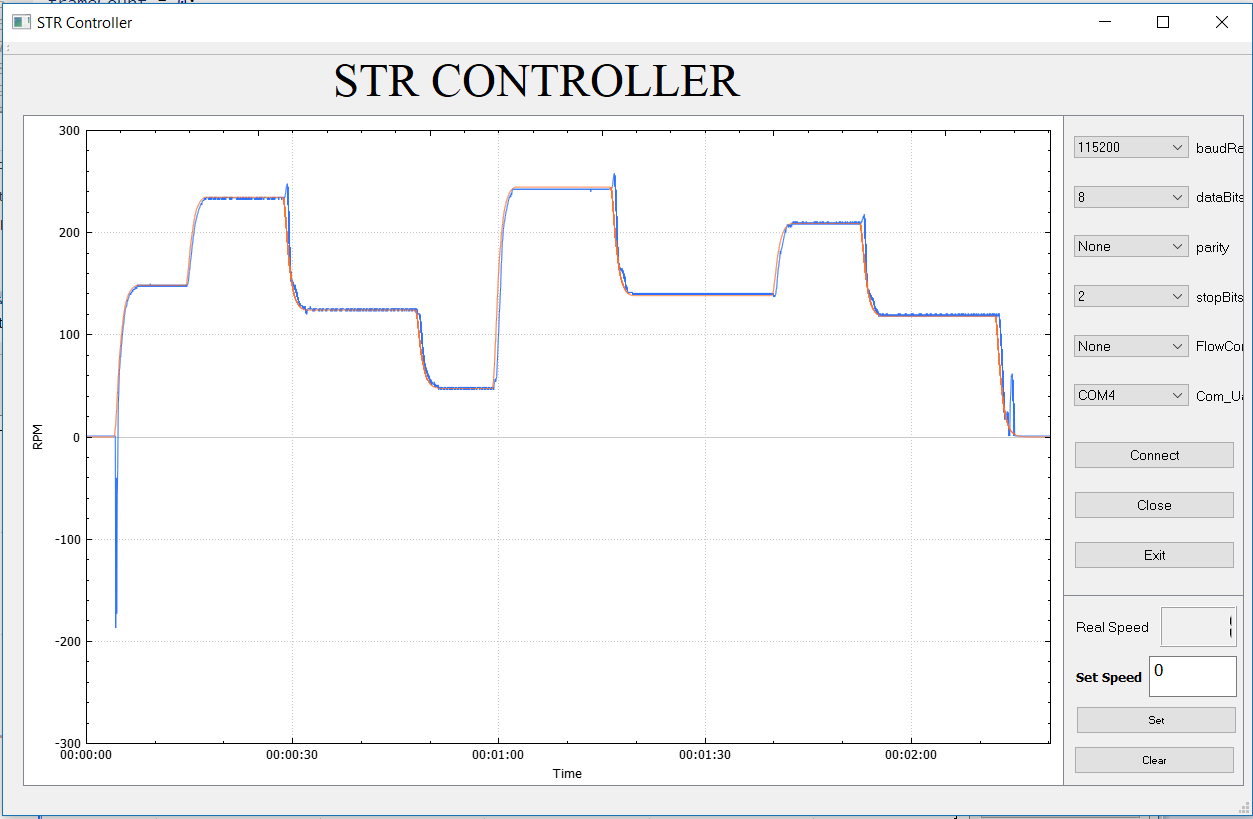 STR Controller
STR CONTROLLER
300
200
100
0
-100
-200
-300
RPM
00:00:00
00:00:30
00:01:00
00:01:30
00:02:00
Time
115200 baudRa
8 dataBits
None parity
2 stopBits
None FlowCo
COM4 Com_U
Connect
Close
Exit
Real Speed
Set Speed 0
Set
Clear